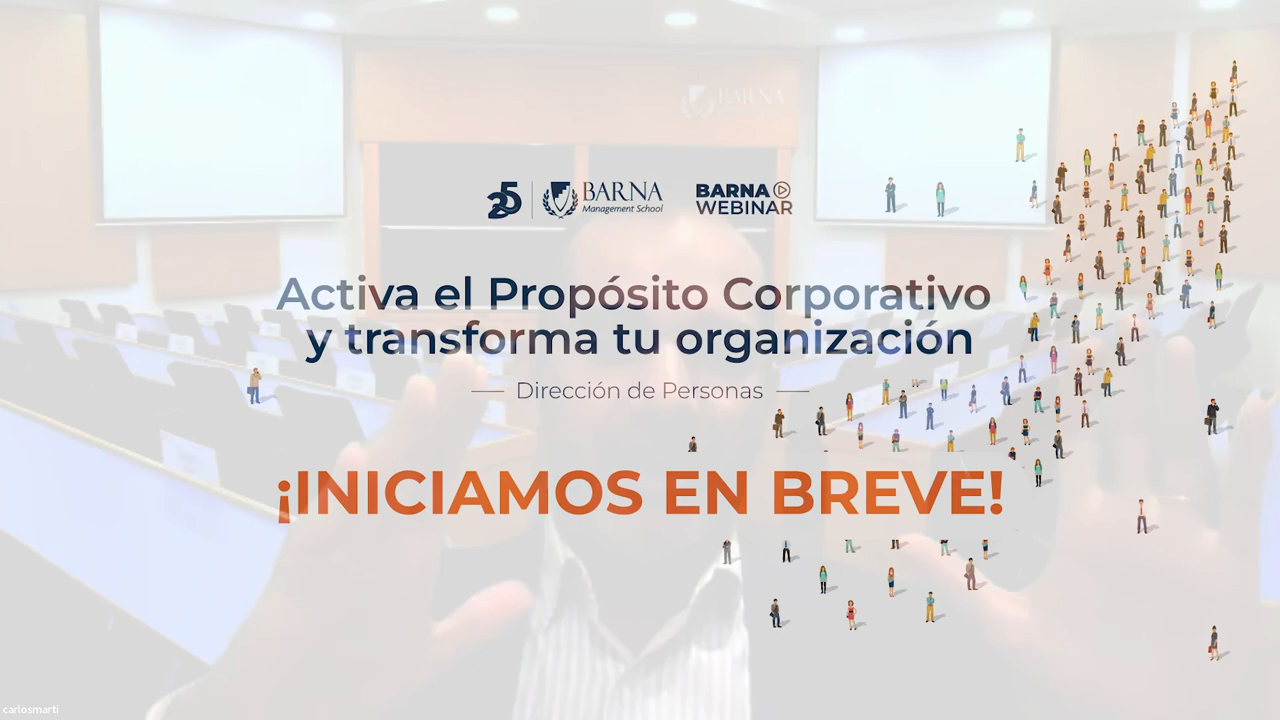 BARNA
25
BARNA
Management School
BARNA
WEBINAR
Activa el Propósito Corporativo
y transforma tu organización
Dirección de Personas
¡INICIAMOS EN BREVE!
carlosmarti